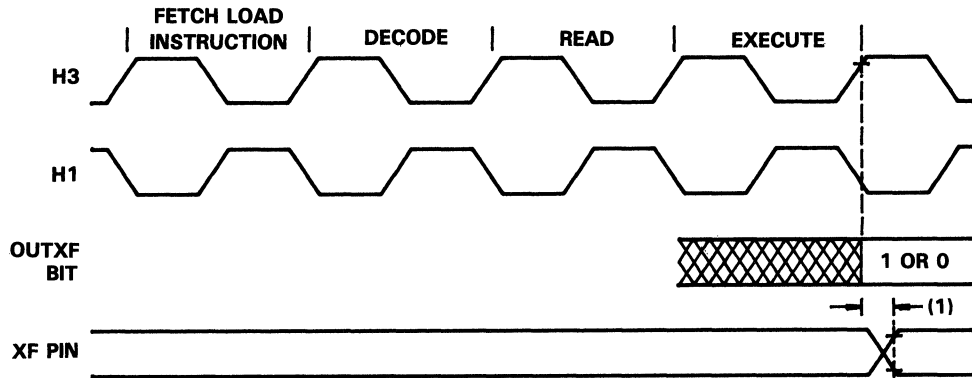 FETCH LOAD
INSTRUCTION
DECODE
READ
EXECUTE
H3
H1
OUTXF
BIT
1 OR 0
(1)
XF PIN